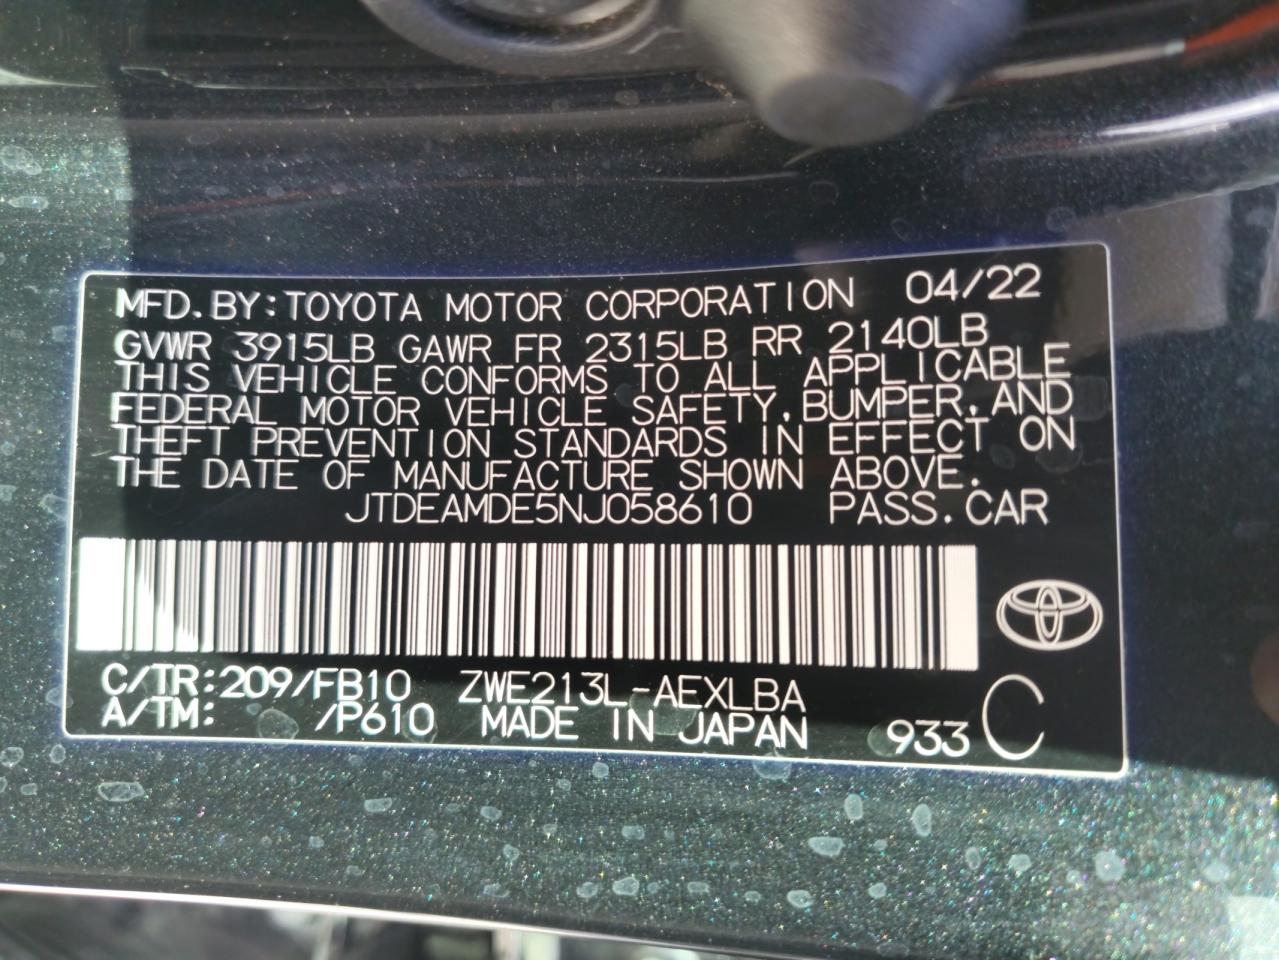 MFD. BY: TOYOTA MOTOR CORPORATION 04/22
GVWR 3915LB GAWR FR 2315LB RR 2140LB
THIS VEHICLE CONFORMS TO ALL APPLICABLE
FEDERAL MOTOR VEHICLE SAFETY, BUMPER, AND
THEFT PREVENTION STANDARDS IN EFFECT ON
THE DATE OF MANUFACTURE SHOWN ABOVE.
JTDEAMDE5NJ058610 PASS. CAR
C/TR: 209/FB10 ZWE213L-AEXLBA
A/TM: /P610 MADE IN JAPAN 933 C